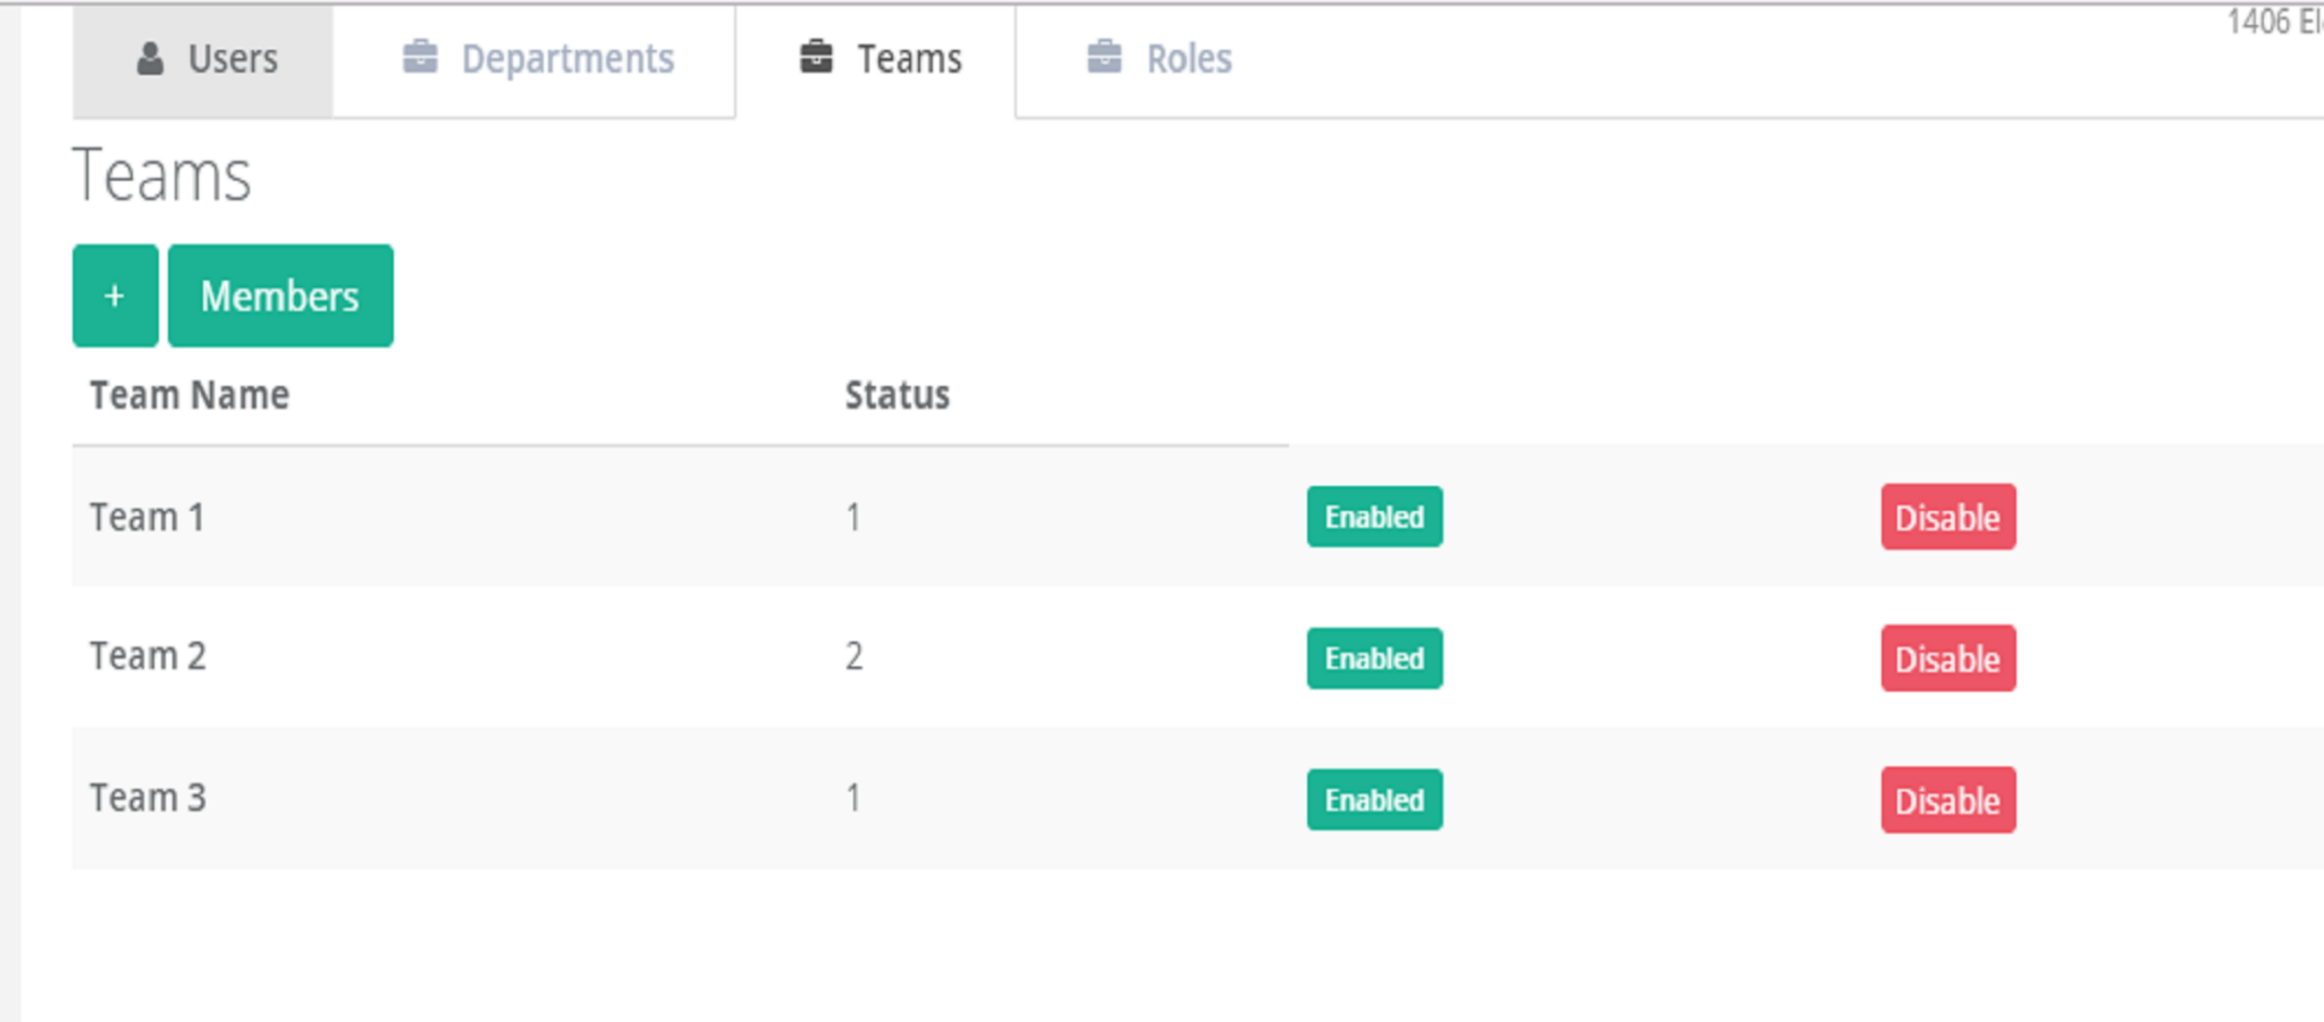 1406 El
Users Departments Teams Roles
Teams
+ Members
Team Name Status
Team 1 1 Enabled Disable
Team 2 2 Enabled Disable
Team 3 1 Enabled Disable